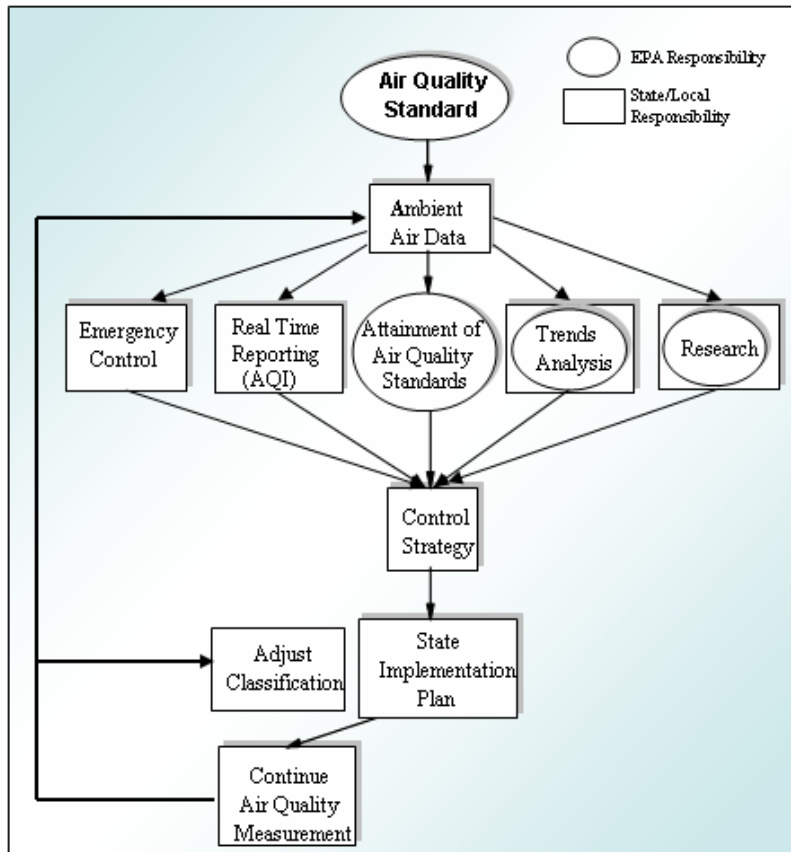 Air Quality
Standard
EPA Responsibility
State/Local
Responsibility
Ambient
Air Data
Emergency
Control
Real Time
Reporting
(AQI)
Attainment of
Air Quality
Standards
Trends
Analysis
Research
Control
Strategy
Adjust
Classification
State
Implementation
Plan
Continue
Air Quality
Measurement